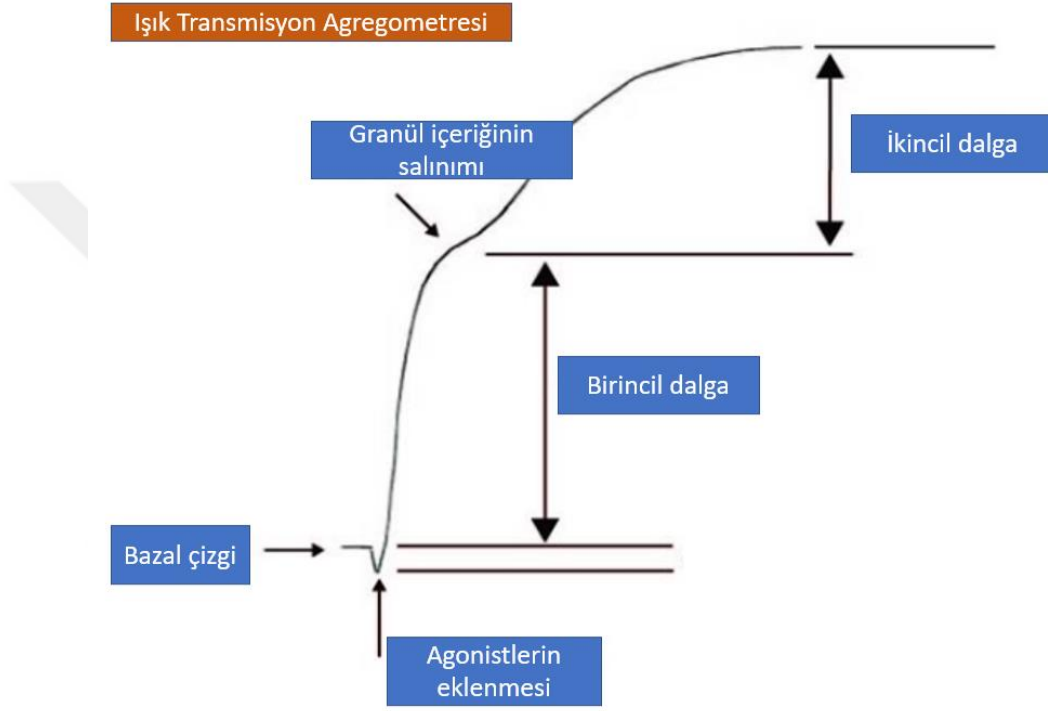 Işık Transmisyon Agregometresi
Granül içeriğinin
salınımı
İkincil dalga
Birincil dalga
Bazal çizgi
Agonistlerin
eklenmesi